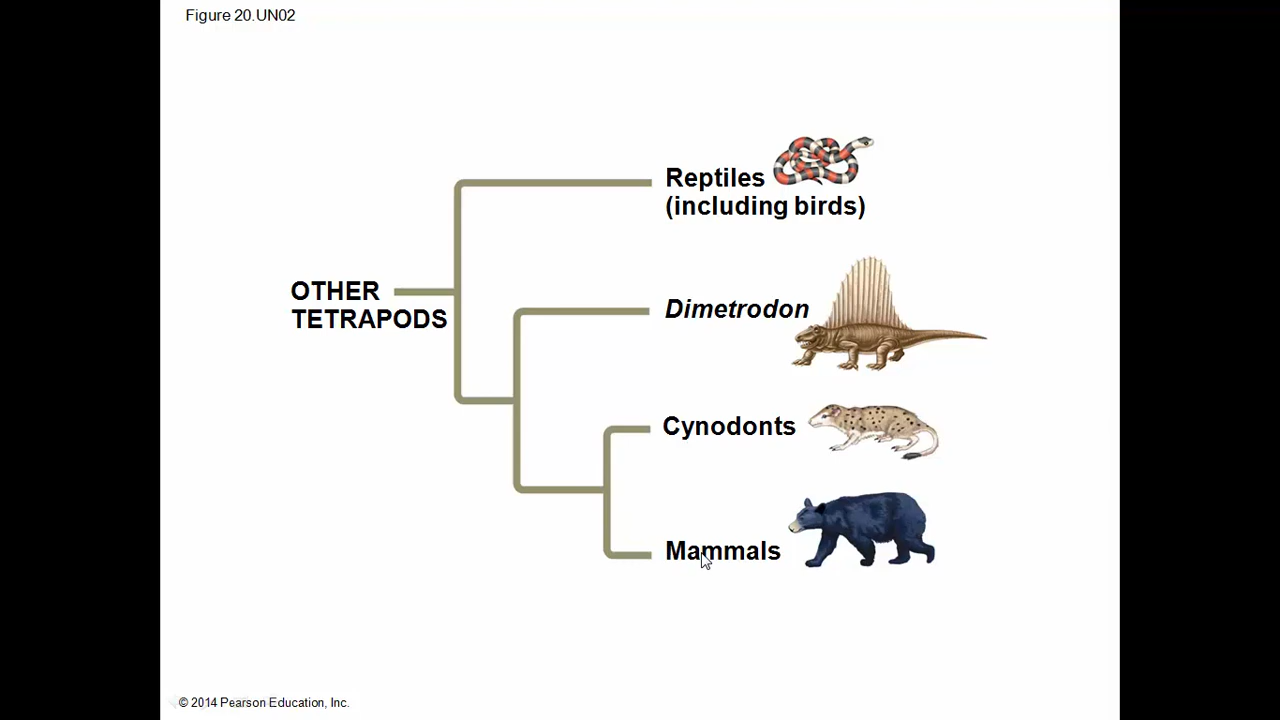 Figure 20.UN02
Reptiles
(including birds)
OTHER
TETRAPODS
Dimetrodon
Cynodonts
Mammals
© 2014 Pearson Education, Inc.